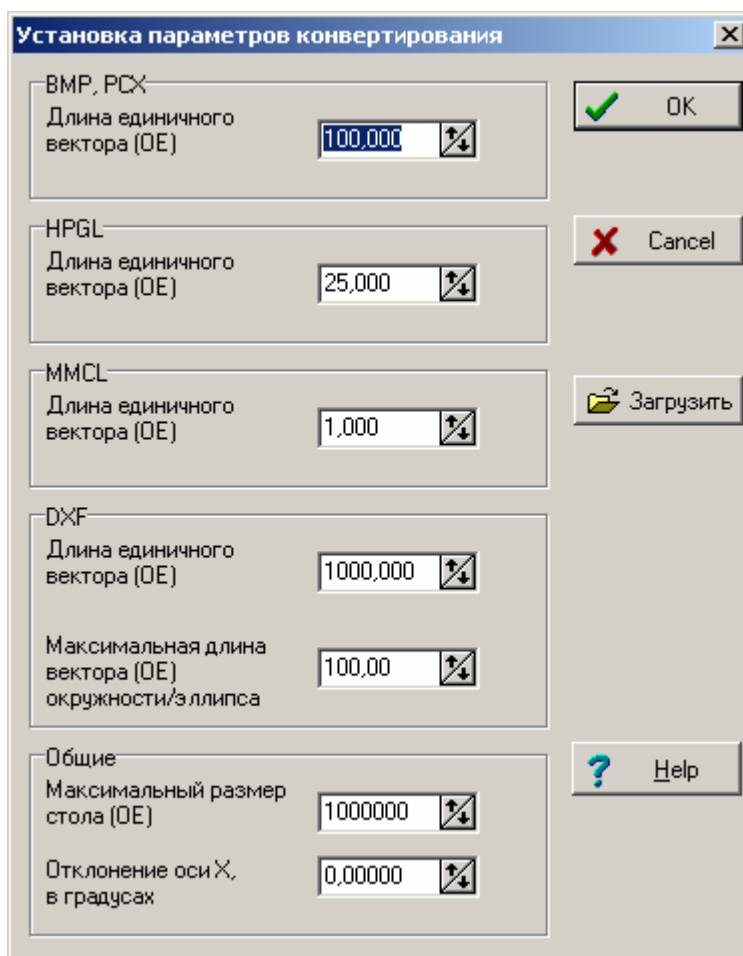 Установка параметров конвертирования
BMP, PCX
Длина единичного
вектора (ОЕ)
100,000
OK
HPGL
Длина единичного
вектора (ОЕ)
25,000
Cancel
MMCL
Длина единичного
вектора (ОЕ)
1,000
Загрузить
DXF
Длина единичного
вектора (ОЕ)
1000,000
Максимальная длина
вектора (ОЕ)
окружности/эллипса
100,00
Общие
Максимальный размер
стола (ОЕ)
1000000
Help
Отклонение оси X,
в градусах
0,00000